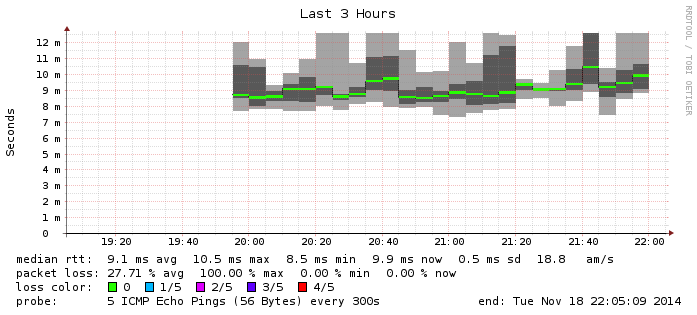 Last 3 Hours
RRDTOOL / TOBI OETIKER
Seconds
12 m
11 m
10 m
9 m
8 m
7 m
6 m
5 m
4 m
3 m
2 m
1 m
0
19:20 19:40 20:00 20:20 20:40 21:00 21:20 21:40 22:00
median rtt: 9.1 ms avg 10.5 ms max 8.5 ms min 9.9 ms now 0.5 ms sd 18.8 am/s
packet loss: 27.71 % avg 100.00 % max 0.00 % min 0.00 % now
loss color: 0 1/5 2/5 3/5 4/5
probe: 5 ICMP Echo Pings (56 Bytes) every 300s end: Tue Nov 18 22:05:09 2014